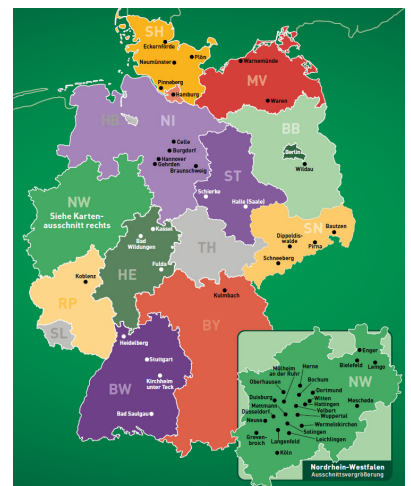 SH
Eckernförde
Plön
Neumünster
Warnemünde
Pinneberg
Hamburg
MV
Waren
HB
NI
BB
Celle
Burgdorf
Hannover
Gehrden
Braunschweig
Berlin
Wildau
ST
NW
Siehe Karten-
ausschnitt rechts
Schierke
Halle (Saale)
Kassel
Bad
Wildungen
TH
SN
Bautzen
Dippoldis-
walde
Pirna
Schneeberg
HE
Fulda
Koblenz
RP
Kulmbach
SL
BY
Heidelberg
Stuttgart
BW
Kirchheim
unter Teck
Bad Saulgau
Enger
Bielefeld
Lemgo
NW
Mülheim
an der Ruhr
Herne
Oberhausen
Bochum
Dortmund
Duisburg
Witten
Hattingen
Meschede
Mettmann
Velbert
Düsseldorf
Wuppertal
Neuss
Wermelskirchen
Solingen
Greven-
broich
Langenfeld
Leichlingen
Köln
Nordrhein-Westfalen
Ausschnittsvergrößerung